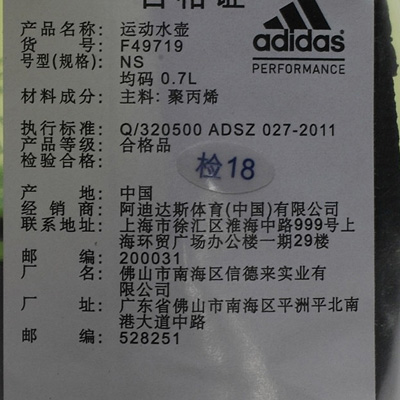 合格证
产品名称：运动水壶
货号：F49719
号型(规格)：NS
均码 0.7L
adidas
PERFORMANCE
材料成分：主料: 聚丙烯
执行标准：Q/320500 ADSZ 027-2011
产品等级：合格品
检验合格：
检18
产地：中国
经销商：阿迪达斯体育(中国)有限公司
联系地址：上海市徐汇区淮海中路999号上
海环贸广场办公楼一期29楼
邮编：200031
厂名：佛山市南海区信德来实业有
限公司
厂址：广东省佛山市南海区平洲平北南
港大道中路
邮编：528251